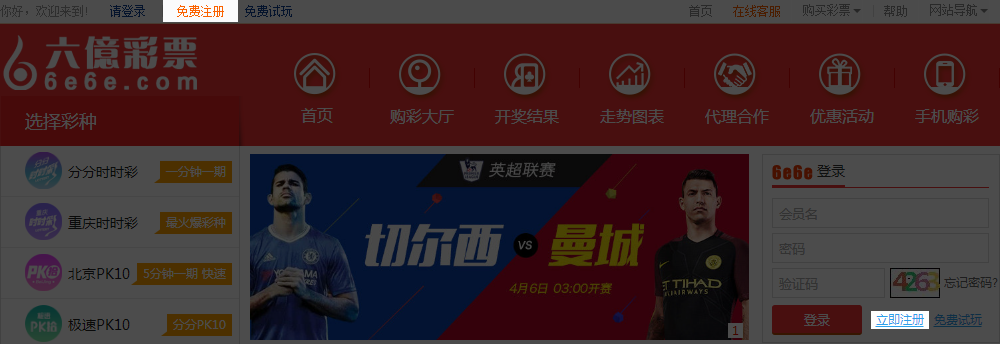 你好，欢迎来到！ 请登录 免费注册 免费试玩 首页 在线客服 购买彩票 帮助 网站导航
六億彩票
6e6e.com
首页 购彩大厅 开奖结果 走势图表 代理合作 优惠活动 手机购彩
选择彩种
分分时时彩 一分钟一期
重庆时时彩 最火爆彩种
北京PK10 5分钟一期 快速
极速PK10 分分PK10
英超联赛
切尔西 VS 曼城
4月6日 03:00开赛
YOKOHAMA
TYRES
ETIHAD
AIRWAYS
1
6e6e 登录
会员名
密码
验证码 4263 忘记密码?
登录 立即注册 免费试玩